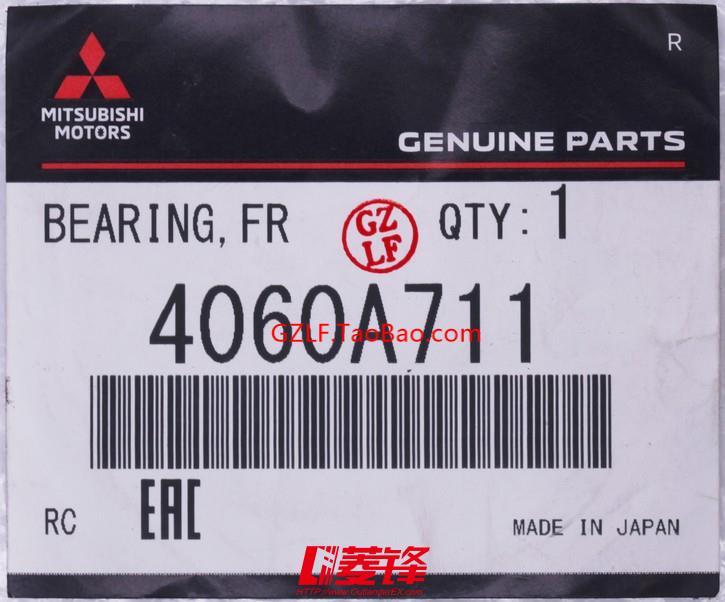 R
MITSUBISHI
MOTORS
GENUINE PARTS
BEARING, FR
GZ
LF
QTY: 1
4060A711
GZLF.TaoBao.com
RC
EAC
MADE IN JAPAN
菱锋